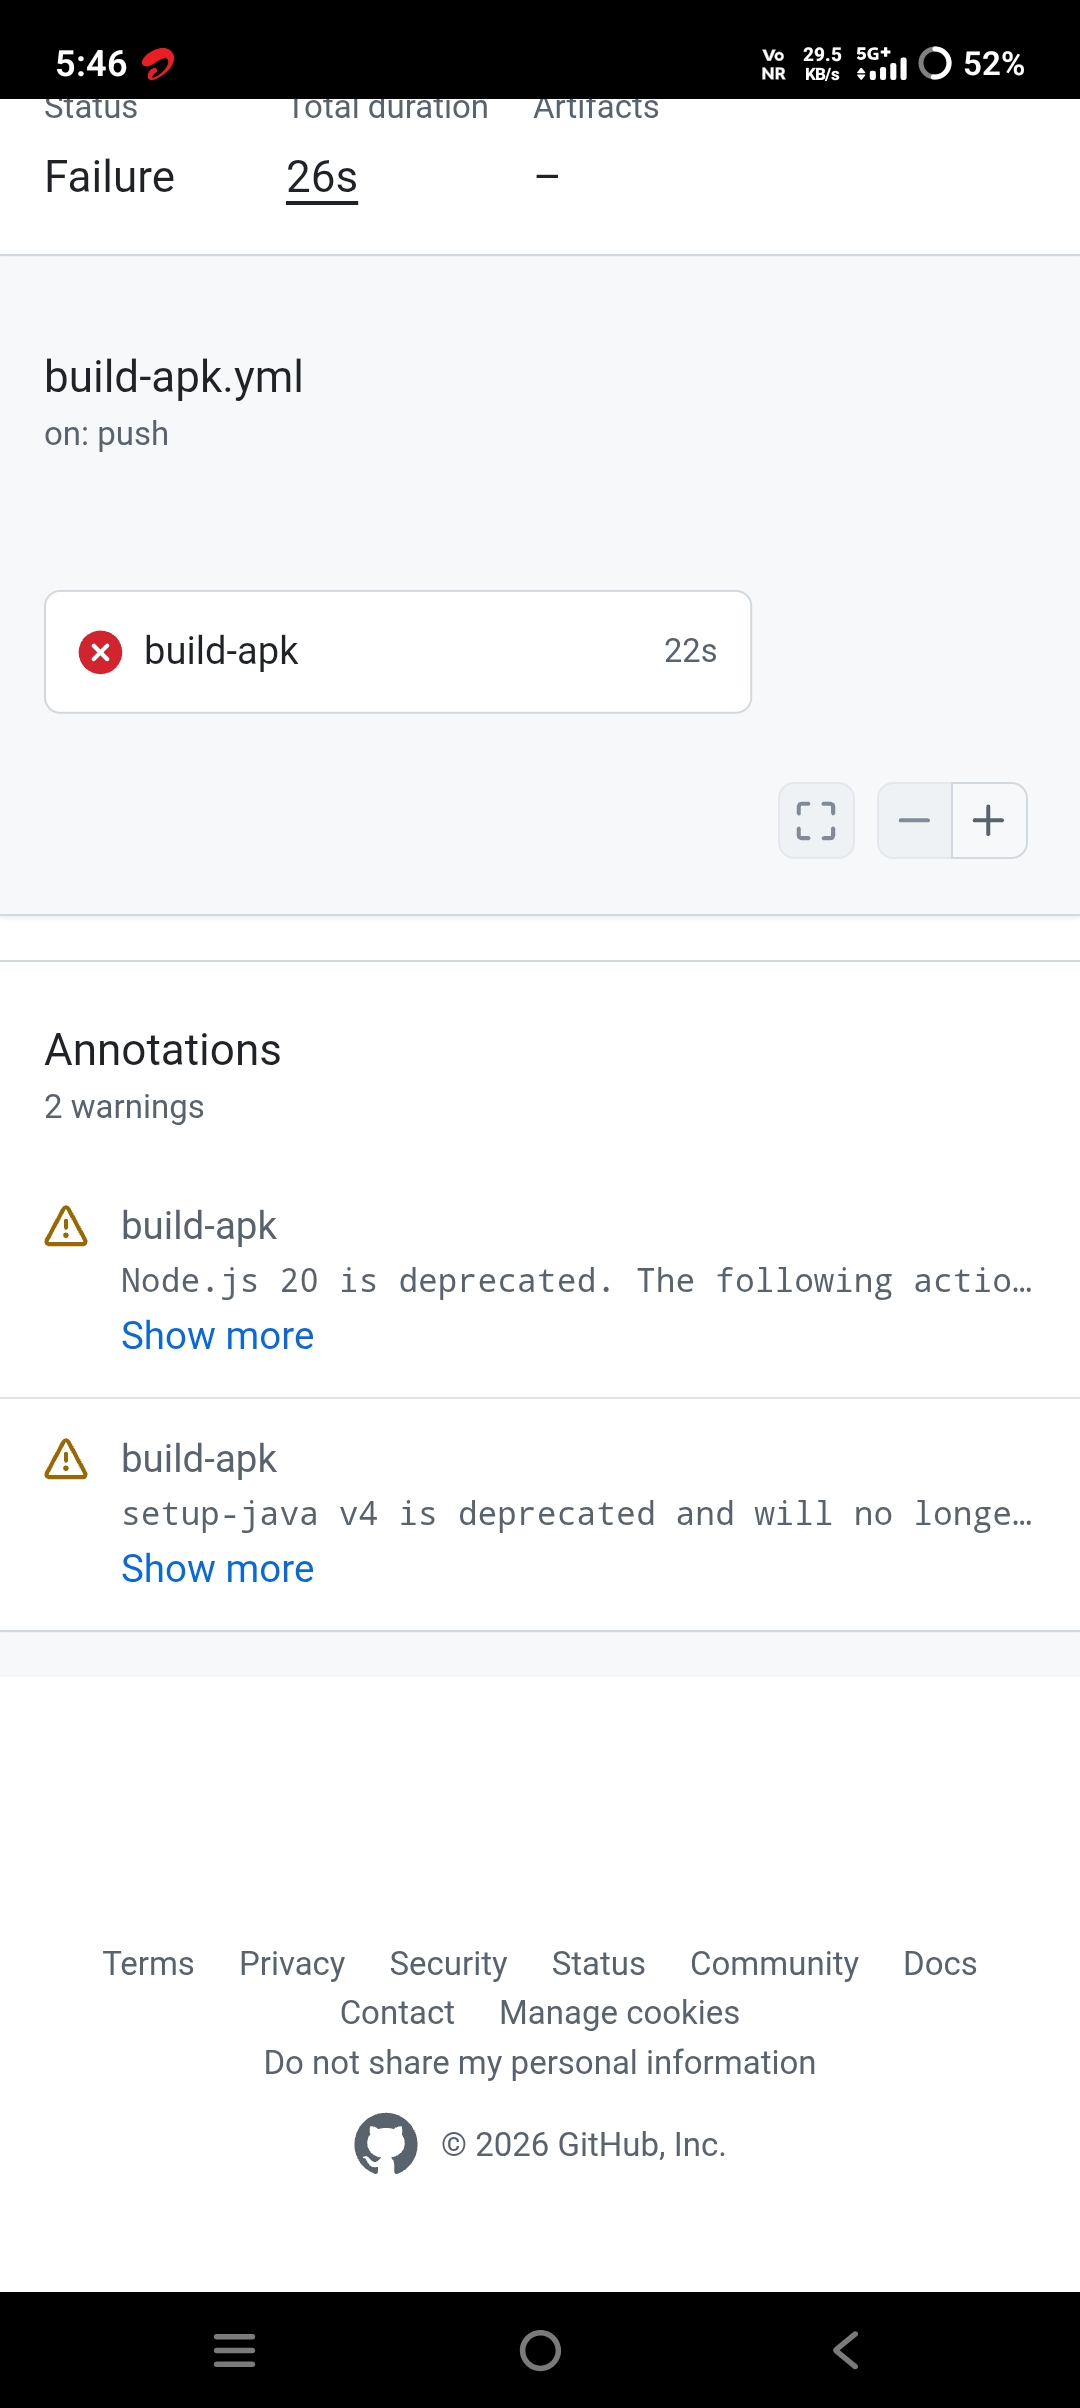 5:46
Vo NR 29.5 KB/s 5G+ 52%
Status Total duration Artifacts
Failure 26s –
build-apk.yml
on: push
build-apk 22s
Annotations
2 warnings
build-apk
Node.js 20 is deprecated. The following actio…
Show more
build-apk
setup-java v4 is deprecated and will no longe…
Show more
Terms Privacy Security Status Community Docs
Contact Manage cookies
Do not share my personal information
© 2026 GitHub, Inc.